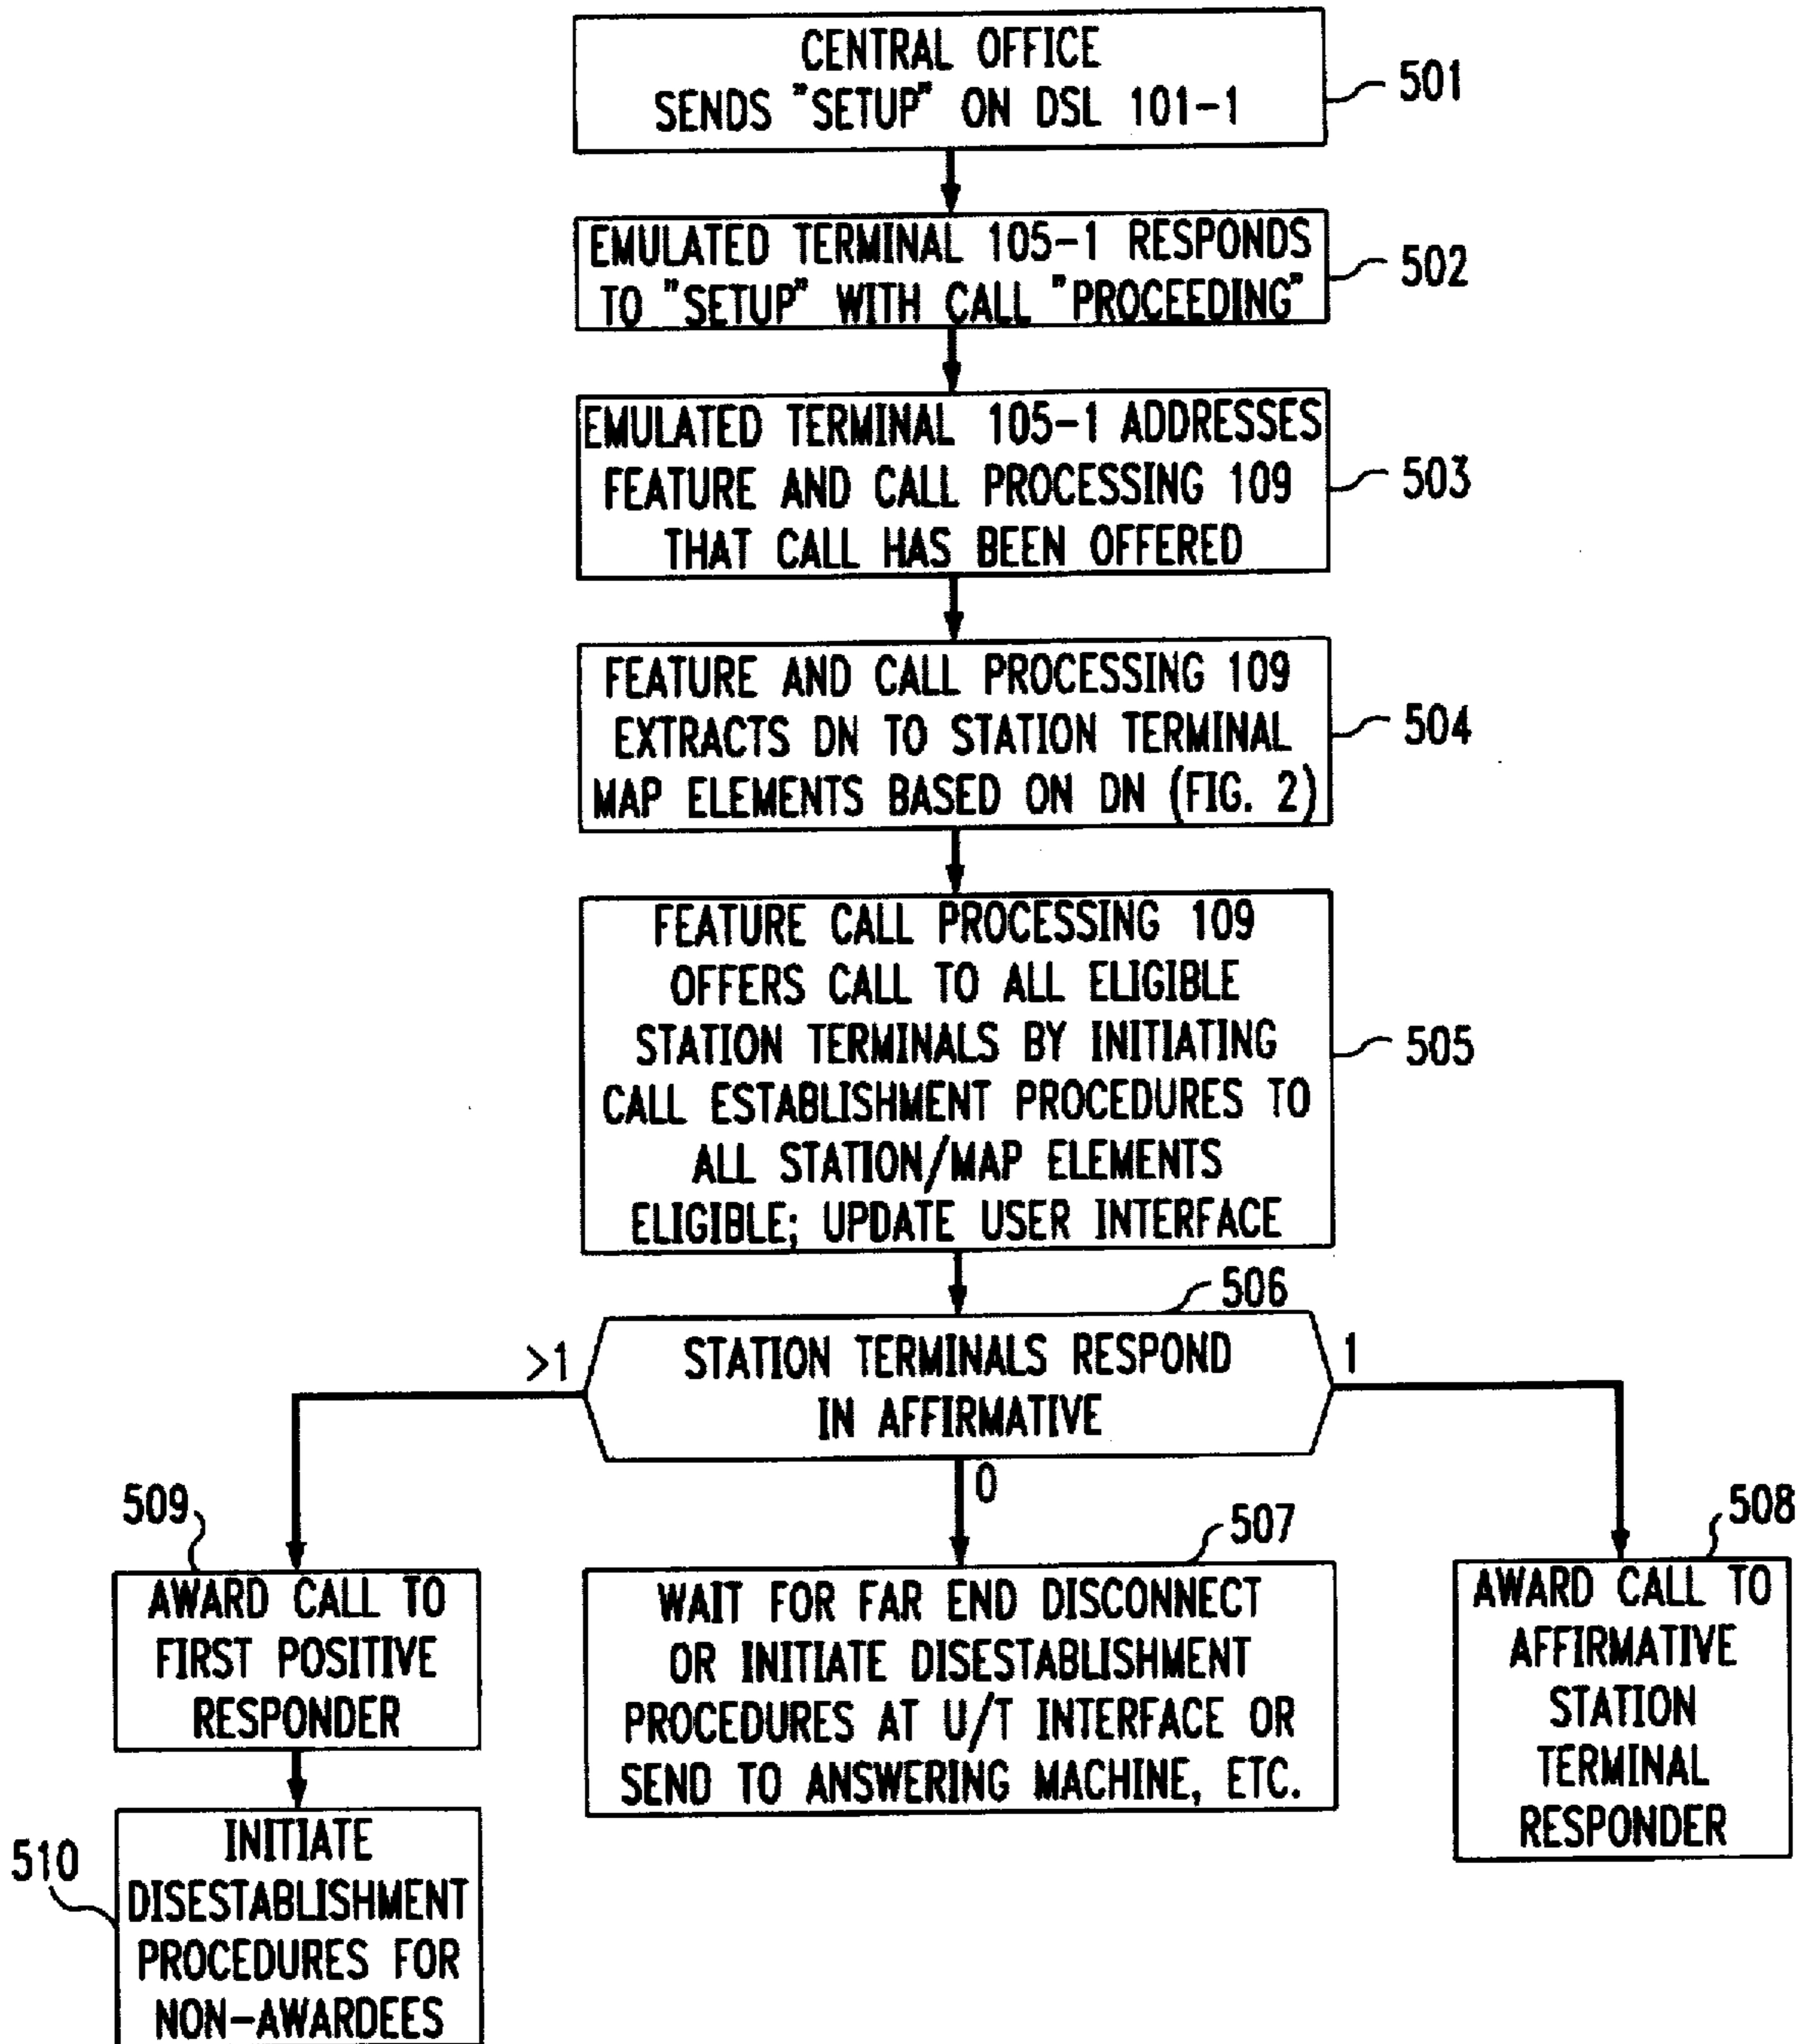 CENTRAL OFFICE
SENDS "SETUP" ON DSL 101-1
501
EMULATED TERMINAL 105-1 RESPONDS
TO "SETUP" WITH CALL "PROCEEDING"
502
EMULATED TERMINAL 105-1 ADDRESSES
FEATURE AND CALL PROCESSING 109
THAT CALL HAS BEEN OFFERED
503
FEATURE AND CALL PROCESSING 109
EXTRACTS DN TO STATION TERMINAL
MAP ELEMENTS BASED ON DN (FIG. 2)
504
FEATURE CALL PROCESSING 109
OFFERS CALL TO ALL ELIGIBLE
STATION TERMINALS BY INITIATING
CALL ESTABLISHMENT PROCEDURES TO
ALL STATION/MAP ELEMENTS
ELIGIBLE; UPDATE USER INTERFACE
505
506
>1
STATION TERMINALS RESPOND
IN AFFIRMATIVE
1
0
509
AWARD CALL TO
FIRST POSITIVE
RESPONDER
507
WAIT FOR FAR END DISCONNECT
OR INITIATE DISESTABLISHMENT
PROCEDURES AT U/T INTERFACE OR
SEND TO ANSWERING MACHINE, ETC.
508
AWARD CALL TO
AFFIRMATIVE
STATION
TERMINAL
RESPONDER
510
INITIATE
DISESTABLISHMENT
PROCEDURES FOR
NON-AWARDEES